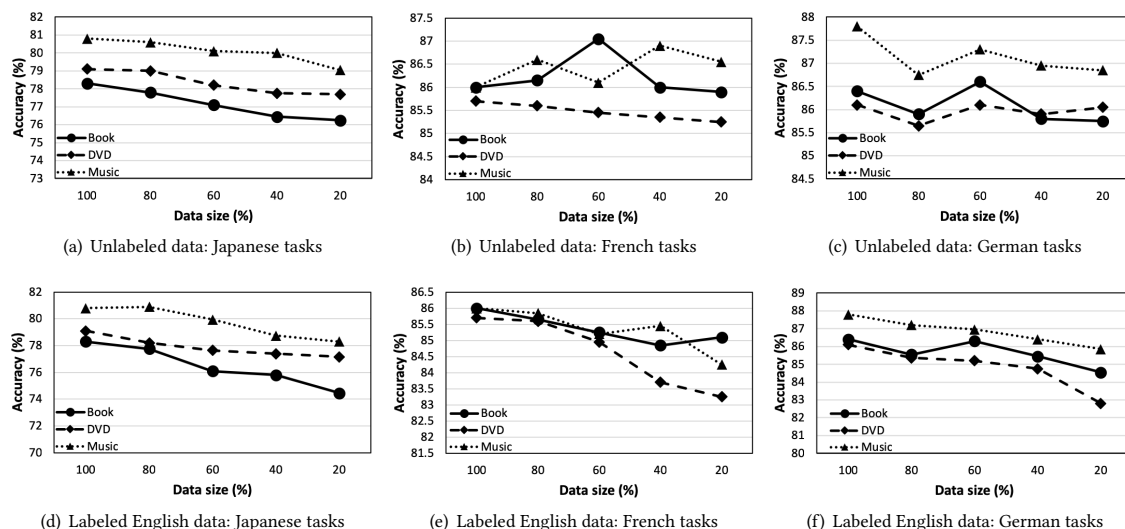 82
81
80
79
78
77
76
75
74
73
Accuracy (%)
Book
DVD
Music
100 80 60 40 20
Data size (%)
(a) Unlabeled data: Japanese tasks
87.5
87
86.5
86
85.5
85
84.5
84
Accuracy (%)
Book
DVD
Music
100 80 60 40 20
Data size (%)
(b) Unlabeled data: French tasks
88
87.5
87
86.5
86
85.5
85
84.5
Accuracy (%)
Book
DVD
Music
100 80 60 40 20
Data size (%)
(c) Unlabeled data: German tasks
82
80
78
76
74
72
70
Accuracy (%)
Book
DVD
Music
100 80 60 40 20
Data size (%)
(d) Labeled English data: Japanese tasks
86.5
86
85.5
85
84.5
84
83.5
83
82.5
82
81.5
Accuracy (%)
Book
DVD
Music
100 80 60 40 20
Data size (%)
(e) Labeled English data: French tasks
89
88
87
86
85
84
83
82
81
80
Accuracy (%)
Book
DVD
Music
100 80 60 40 20
Data size (%)
(f) Labeled English data: German tasks